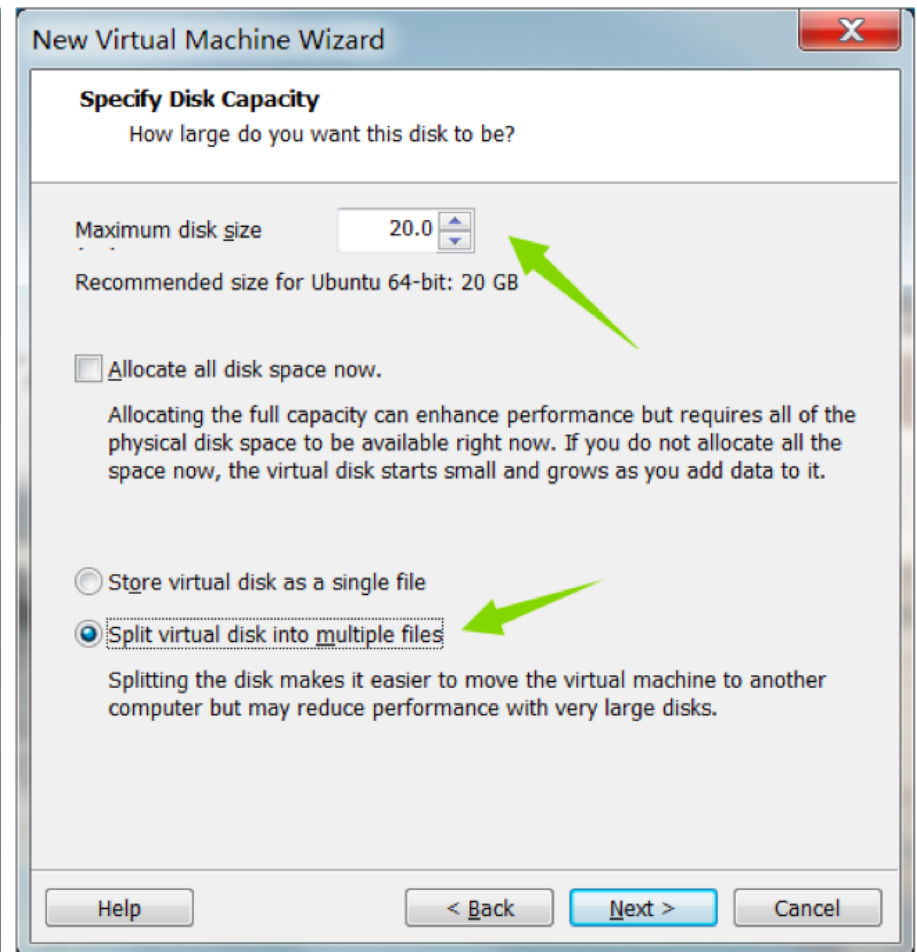 New Virtual Machine Wizard
Specify Disk Capacity
How large do you want this disk to be?
Maximum disk size
20.0
Recommended size for Ubuntu 64-bit: 20 GB
Allocate all disk space now.
Allocating the full capacity can enhance performance but requires all of the
physical disk space to be available right now. If you do not allocate all the
space now, the virtual disk starts small and grows as you add data to it.
Store virtual disk as a single file
Split virtual disk into multiple files
Splitting the disk makes it easier to move the virtual machine to another
computer but may reduce performance with very large disks.
Help
< Back
Next >
Cancel